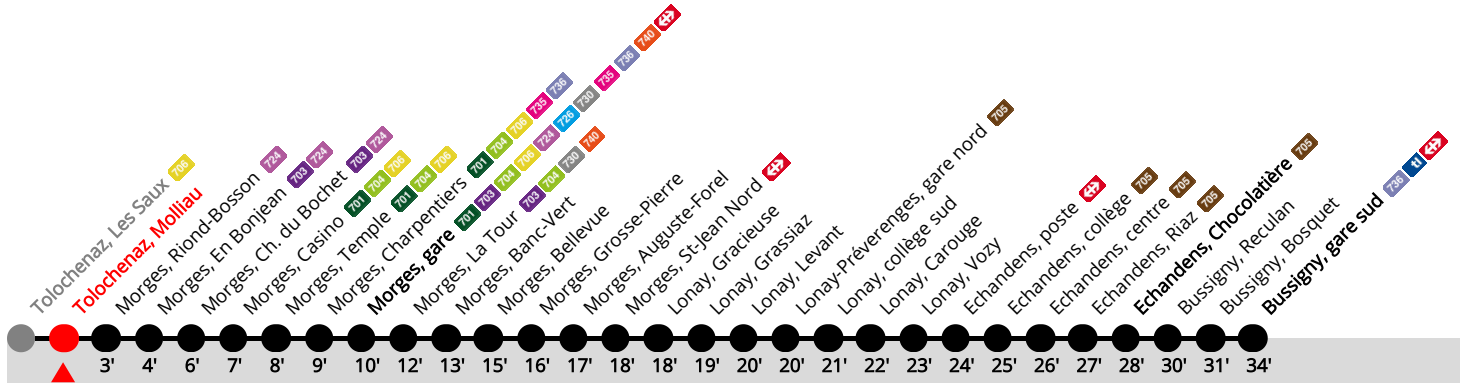 Tolochenaz, Les Saux 706
Tolochenaz, Molliau
Morges, Riond-Bosson 724
Morges, En Bonjean 703 724
Morges, Ch. du Bochet 703 724
Morges, Casino 701 704 706
Morges, Temple 701 704 706
Morges, Charpentiers 701 704 706 735 736
Morges, gare 701 703 704 706 724 726 730 735 736 740
Morges, La Tour 703 704 730 740
Morges, Banc-Vert
Morges, Bellevue
Morges, Grosse-Pierre
Morges, Auguste-Forel
Morges, St-Jean Nord
Lonay, Gracieuse
Lonay, Grassiaz
Lonay, Levant
Lonay-Préverenges, gare nord 705
Lonay, collège sud
Lonay, Carouge
Lonay, Vozy
Echandens, poste
Echandens, collège 705
Echandens, centre 705
Echandens, Riaz 705
Echandens, Chocolatière 705
Bussigny, Reculan
Bussigny, Bosquet
Bussigny, gare sud 736 tl
3' 4' 6' 7' 8' 9' 10' 12' 13' 15' 16' 17' 18' 18' 19' 20' 20' 21' 22' 23' 24' 25' 26' 27' 28' 30' 31' 34'